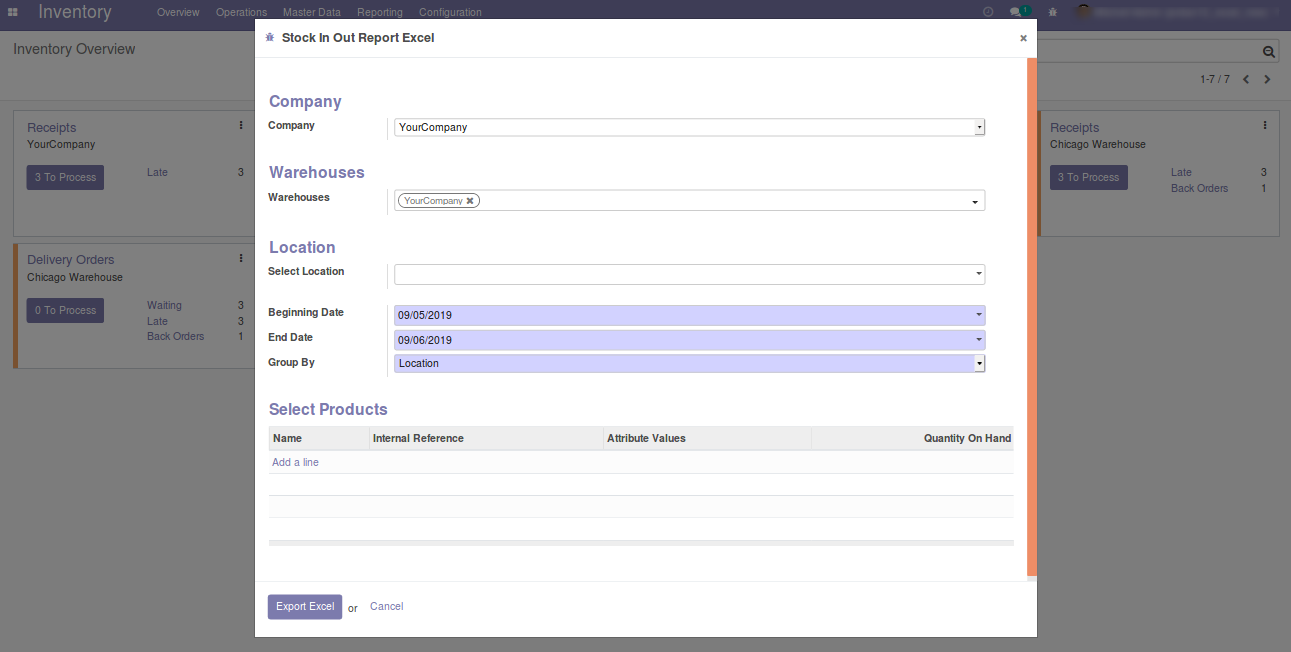 Inventory Overview Operations Master Data Reporting Configuration 1
Inventory Overview
1-7 / 7
Receipts
YourCompany
3 To Process
Late 3
Delivery Orders
Chicago Warehouse
0 To Process
Waiting 3
Late 3
Back Orders 1
Receipts
Chicago Warehouse
3 To Process
Late 3
Back Orders 1
Stock In Out Report Excel ×
Company
Company YourCompany
Warehouses
Warehouses YourCompany ×
Location
Select Location
Beginning Date 09/05/2019
End Date 09/06/2019
Group By Location
Select Products
Name Internal Reference Attribute Values Quantity On Hand
Add a line
Export Excel or Cancel